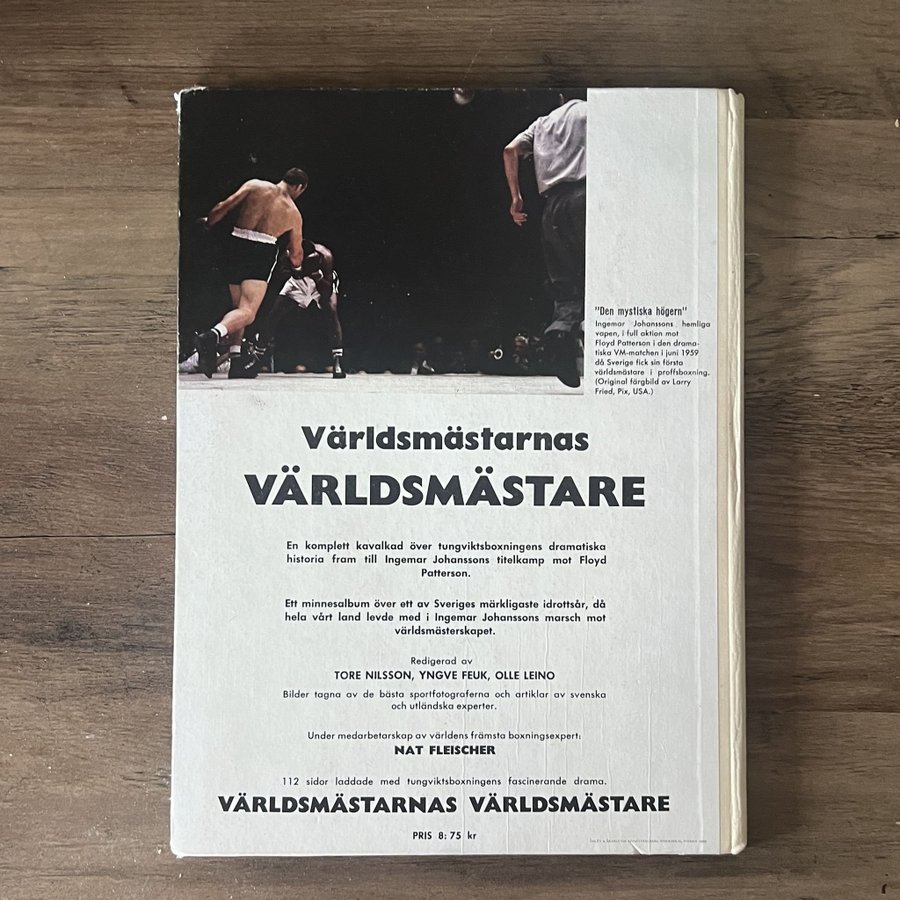 "Den mystiska högern"
Ingemar Johanssons hemliga
vapen, i full aktion mot
Floyd Patterson i den drama-
tiska VM-matchen i juni 1959
då Sverige fick sin första
världsmästare i proffsboxning.
(Original färgbild av Larry
Fried, Pix, USA.)
Världsmästarnas
VÄRLDSMÄSTARE
En komplett kavalkad över tungviktsboxningens dramatiska
historia fram till Ingemar Johanssons titelkamp mot Floyd
Patterson.
Ett minnesalbum över ett av Sveriges märkligaste idrottsår, då
hela vårt land levde med i Ingemar Johanssons marsch mot
världsmästerskapet.
Redigerad av
TORE NILSSON, YNGVE FEUK, OLLE LEINO
Bilder tagna av de bästa sportfotograferna och artiklar av svenska
och utländska experter.
Under medarbetarskap av världens främsta boxningsexpert:
NAT FLEISCHER
112 sidor laddade med tungviktsboxningens fascinerande drama.
VÄRLDSMÄSTARNAS VÄRLDSMÄSTARE
PRIS 8: 75 kr